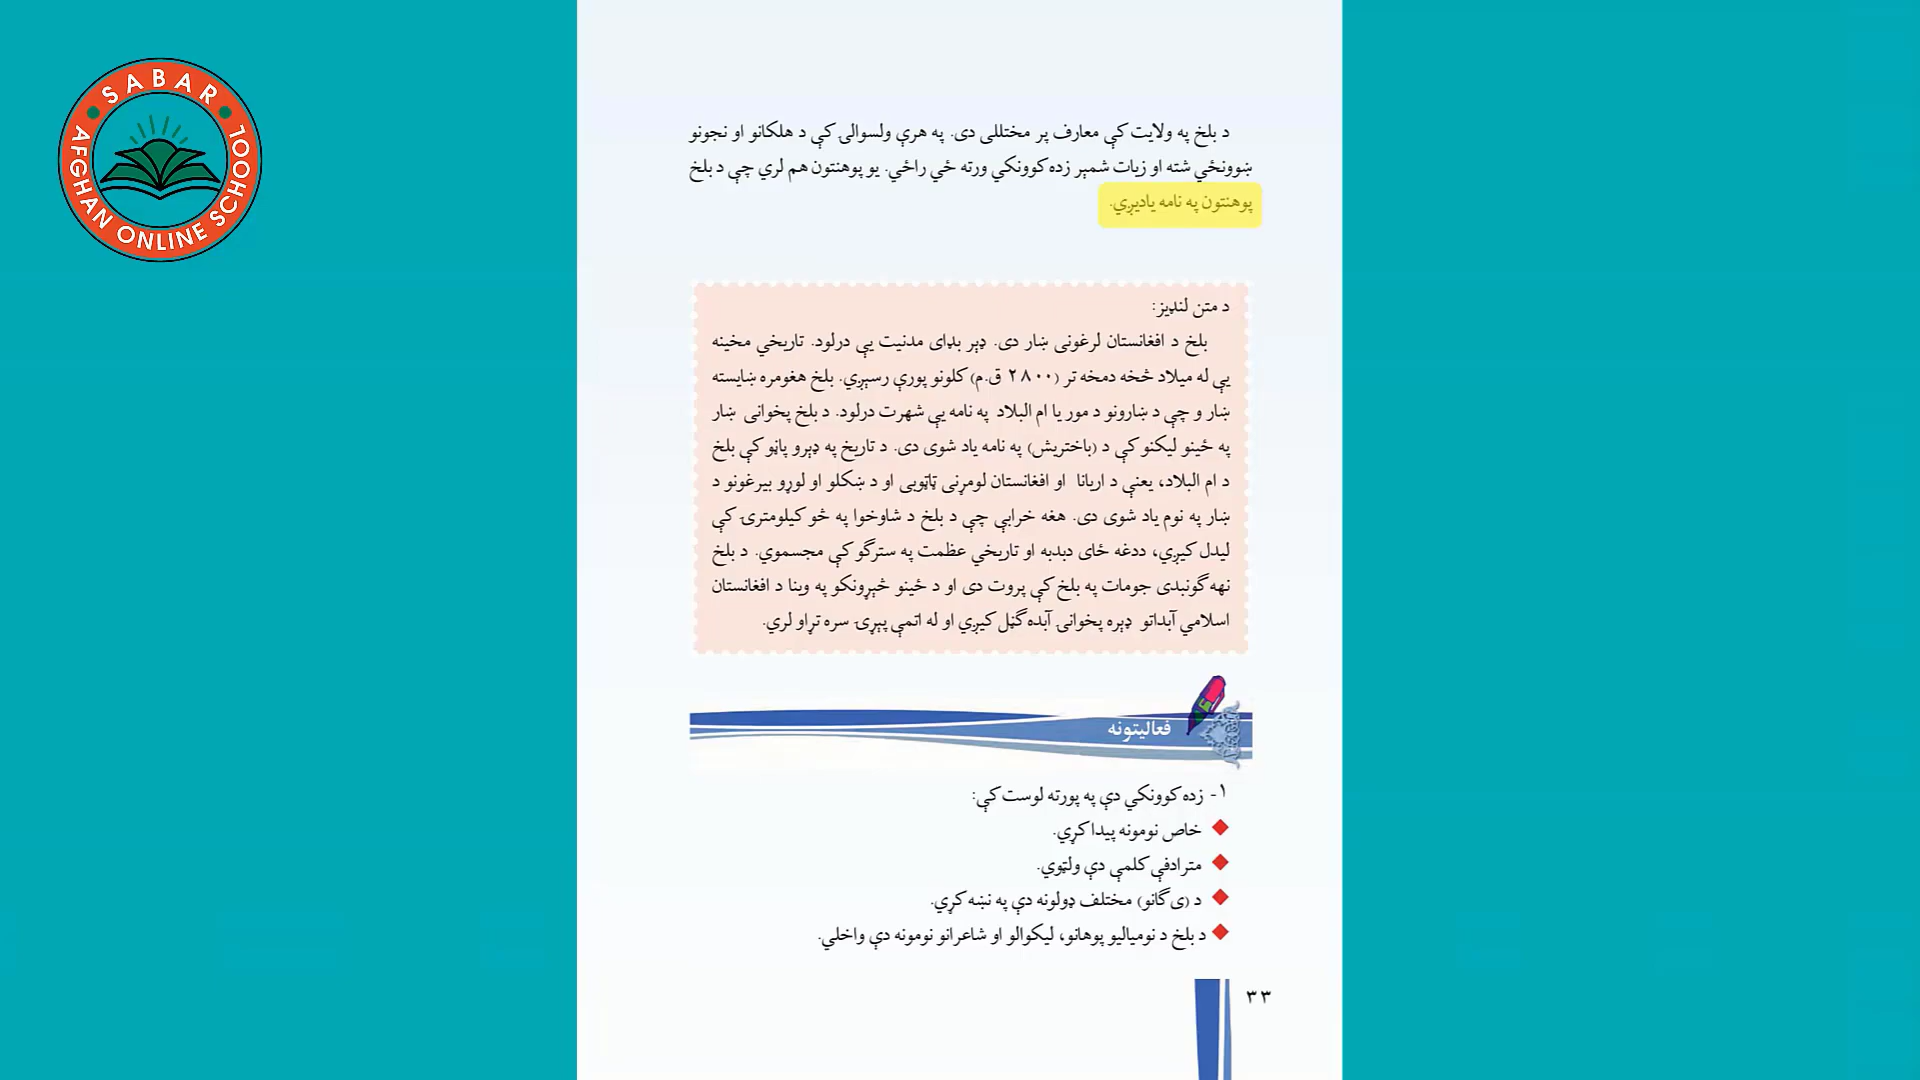 SABAR
AFGHAN ONLINE SCHOOL
د بلخ په ولایت کې معارف پر مختللی دی. په هرې ولسوالۍ کې د هلکانو او نجونو
ښوونځي شته او زیات شمېر زده کوونکي ورته ځي راځي. یو پوهنتون هم لري چې د بلخ
پوهنتون په نامه یادیږي.
د متن لنډیز:
بلخ د افغانستان لرغونی ښار دی. ډېر بډای مدنیت یې درلود. تاریخي مخینه
یې له میلاد څخه دمخه تر (۲۸۰۰ ق.م) کلونو پورې رسېږي. بلخ هغومره ښایسته
ښار و چې د ښارونو د مور یا ام البلاد په نامه یې شهرت درلود. د بلخ پخوانی ښار
په ځینو لیکنو کې د (باختریش) په نامه یاد شوی دی. د تاریخ په ډېرو پاڼو کې بلخ
د ام البلاد، یعنې د اریانا او افغانستان لومړنی ټاټوبی او د ښکلو او لوړو بیرغونو د
ښار په نوم یاد شوی دی. هغه خرابې چې د بلخ د شاوخوا په څو کیلومترۍ کې
لیدل کیږي، ددغه ځای دبدبه او تاریخي عظمت په سترګو کې مجسموي. د بلخ
نهه ګونبدی جومات په بلخ کې پروت دی او د ځینو څېړونکو په وینا د افغانستان
اسلامي آبداتو ډېره پخوانۍ آبده ګڼل کیږي او له اتمې پېړۍ سره تړاو لري.
فعالیتونه
۱- زده کوونکي دې په پورته لوست کې:
خاص نومونه پیدا کړي.
مترادفې کلمې دې ولټوي.
د (ی ګانو) مختلف ډولونه دې په نښه کړي.
د بلخ د نومیالیو پوهانو، لیکوالو او شاعرانو نومونه دې واخلي.
۳۳